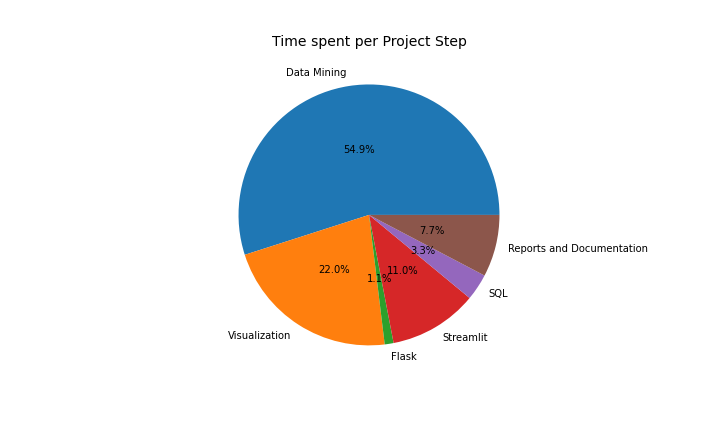 Time spent per Project Step
Data Mining
54.9%
7.7%
Reports and Documentation
3.3%
SQL
22.0%
11.0%
1.1%
Visualization
Streamlit
Flask